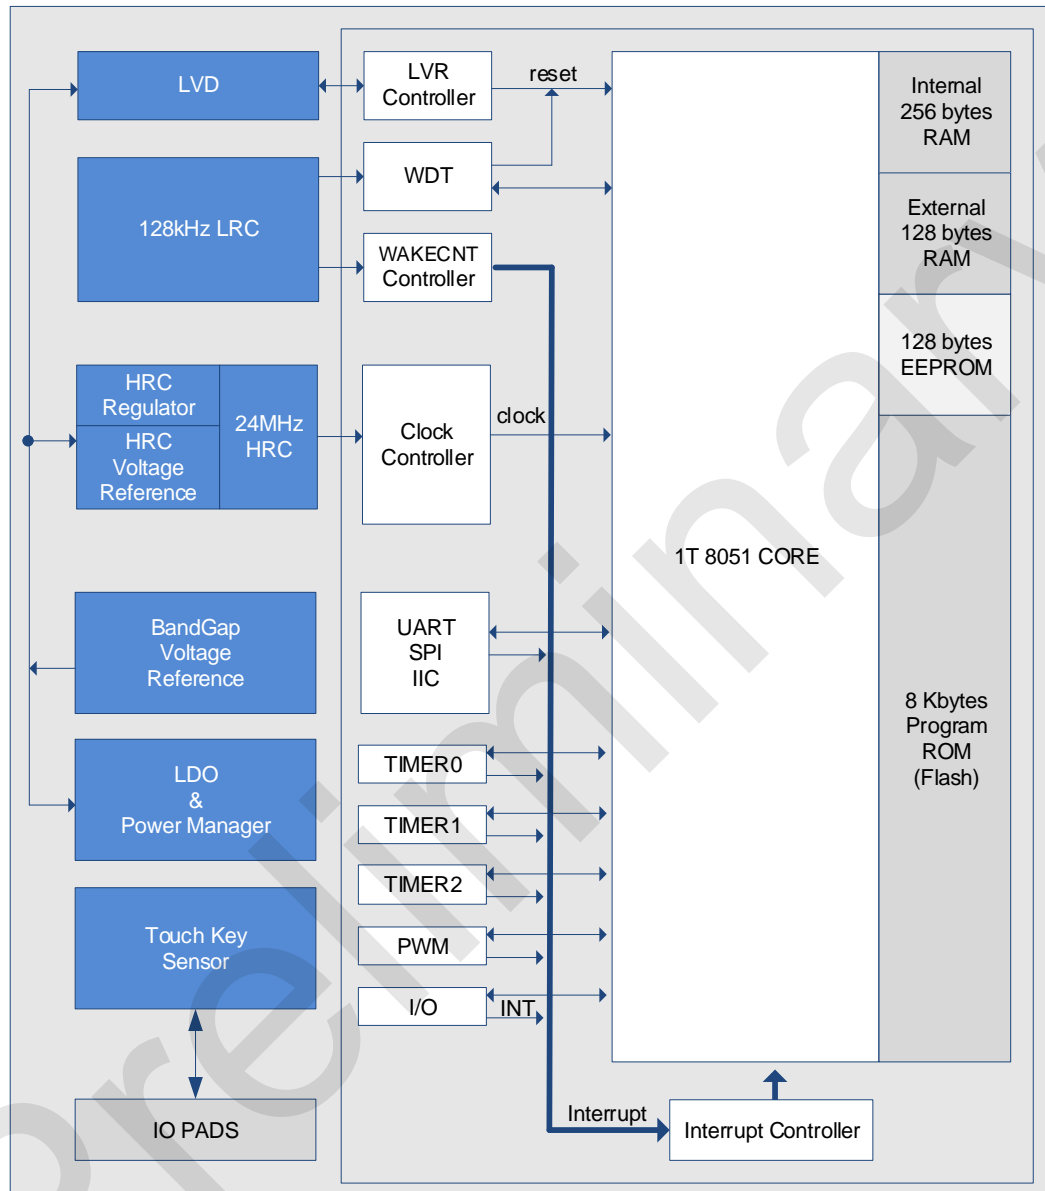 LVD
LVR
Controller
reset
Internal
256 bytes
RAM
WDT
128kHz LRC
External
128 bytes
RAM
WAKECNT
Controller
128 bytes
EEPROM
HRC
Regulator
HRC
Voltage
Reference
24MHz
HRC
Clock
Controller
clock
1T 8051 CORE
BandGap
Voltage
Reference
UART
SPI
IIC
8 Kbytes
Program
ROM
(Flash)
LDO
&
Power Manager
TIMER0
TIMER1
TIMER2
Touch Key
Sensor
PWM
I/O
INT
IO PADS
Interrupt
Interrupt Controller
Preliminary